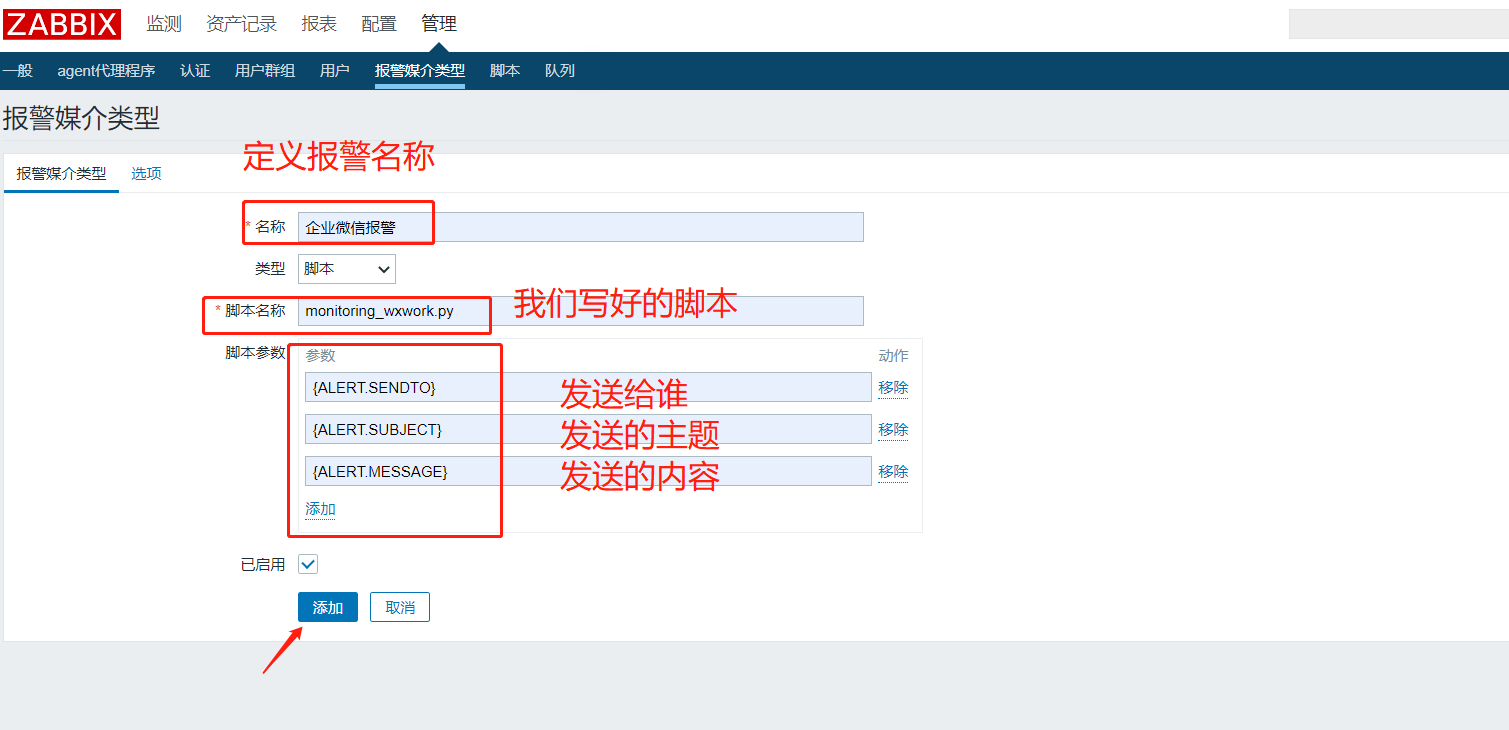 ZABBIX 监测 资产记录 报表 配置 管理
一般 agent代理程序 认证 用户群组 用户 报警媒介类型 脚本 队列
报警媒介类型
定义报警名称
报警媒介类型 选项
* 名称 企业微信报警
类型 脚本
* 脚本名称 monitoring_wxwork.py 我们写好的脚本
脚本参数 参数 动作
{ALERT.SENDTO} 发送给谁 移除
{ALERT.SUBJECT} 发送的主题 移除
{ALERT.MESSAGE} 发送的内容 移除
添加
已启用
添加 取消